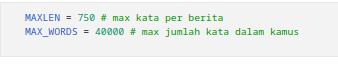 MAXLEN = 750 # max kata per berita
MAX_WORDS = 40000 # max jumlah kata dalam kamus